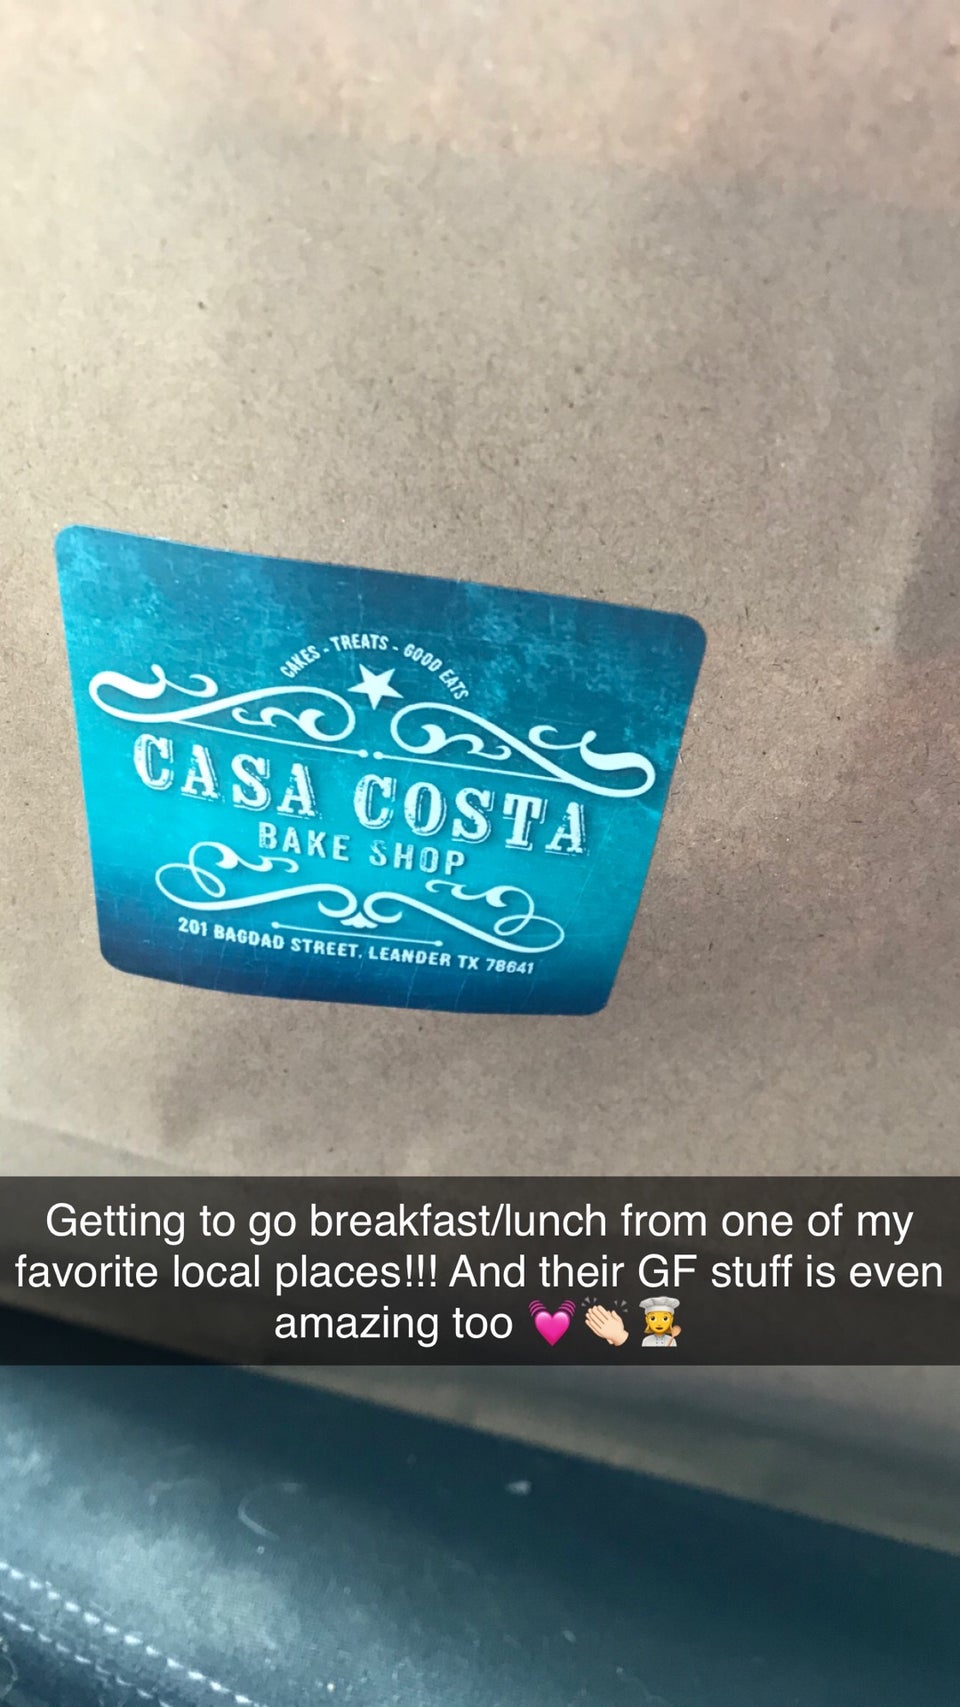 CAKES - TREATS - GOOD EATS
CASA COSTA
BAKE SHOP
201 BAGDAD STREET, LEANDER TX 78641
Getting to go breakfast/lunch from one of my
favorite local places!!! And their GF stuff is even
amazing too 💓👏🏻👩‍🍳